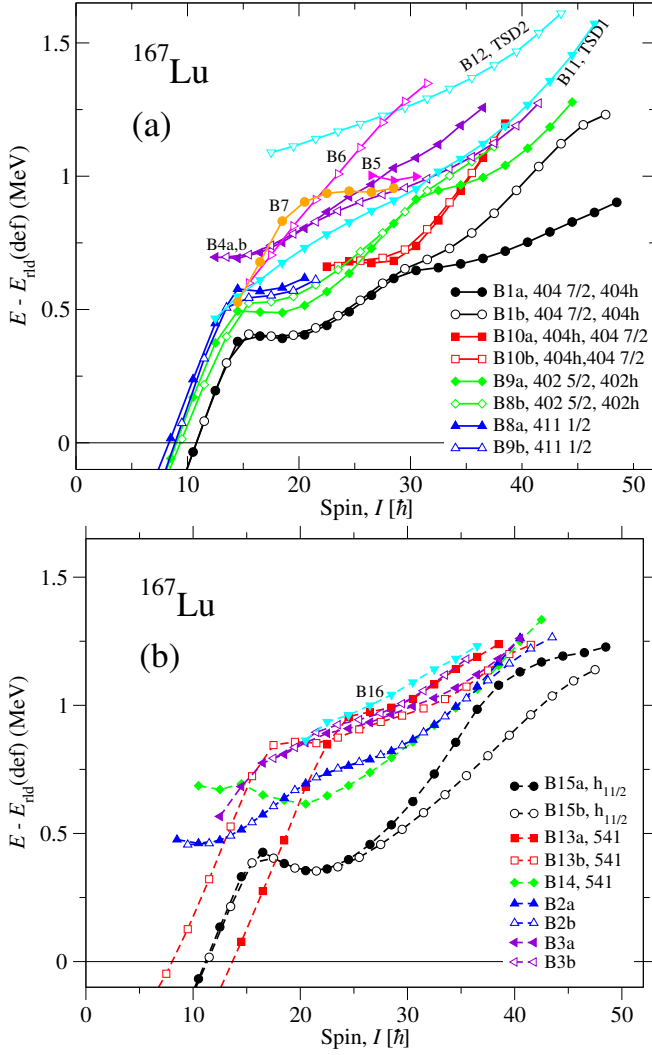 1.5
1
0.5
0
E - E_rld(def) (MeV)
167Lu
(a)
B12, TSD2
B11, TSD1
B6
B5
B7
B4a,b
B1a, 404 7/2, 404h
B1b, 404 7/2, 404h
B10a, 404h, 404 7/2
B10b, 404h,404 7/2
B9a, 402 5/2, 402h
B8b, 402 5/2, 402h
B8a, 411 1/2
B9b, 411 1/2
0 10 20 30 40 50
Spin, I [ħ]
1.5
1
0.5
0
E - E_rld(def) (MeV)
167Lu
(b)
B16
B15a, h11/2
B15b, h11/2
B13a, 541
B13b, 541
B14, 541
B2a
B2b
B3a
B3b
0 10 20 30 40 50
Spin, I [ħ]